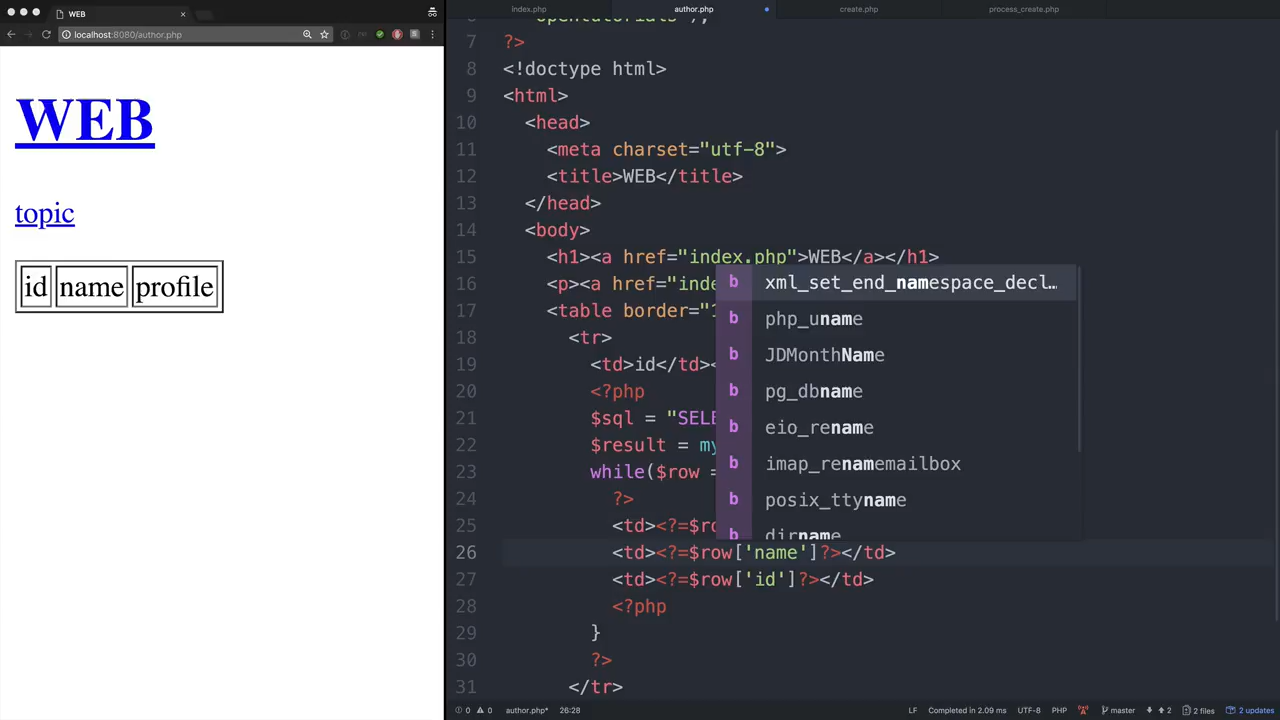 WEB
localhost:8080/author.php
WEB
topic
id name profile
index.php author.php create.php process_create.php
7 ?>
8 <!doctype html>
9 <html>
10 <head>
11 <meta charset="utf-8">
12 <title>WEB</title>
13 </head>
14 <body>
15 <h1><a href="index.php">WEB</a></h1>
16 <p><a href="inde
17 <table border="1
18 <tr>
19 <td>id</td><
20 <?php
21 $sql = "SELE
22 $result = my
23 while($row =
24 ?>
25 <td><?=$ro
26 <td><?=$row['name']?></td>
27 <td><?=$row['id']?></td>
28 <?php
29 }
30 ?>
31 </tr>
b xml_set_end_namespace_decl…
b php_uname
b JDMonthName
b pg_dbname
b eio_rename
b imap_renamemailbox
b posix_ttyname
b dirname
0 0 author.php* 26:28 LF Completed in 2.09 ms UTF-8 PHP master 2 2 files 2 updates